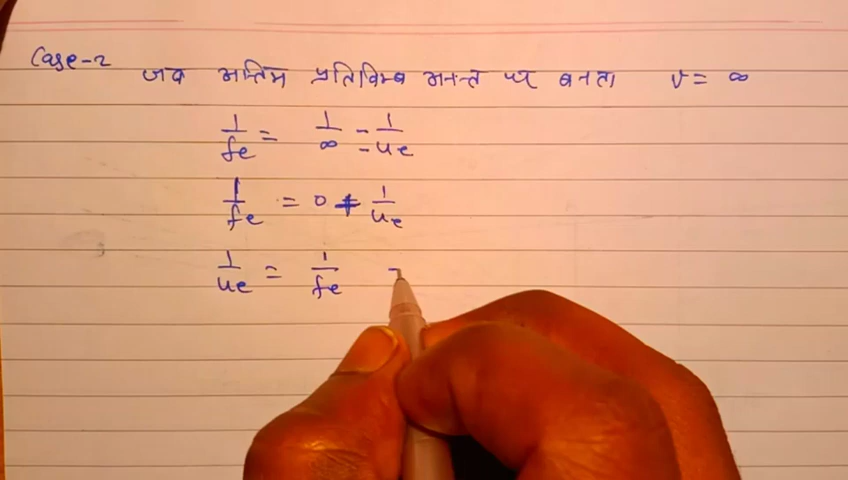 Case-2 जब अन्तिम प्रतिविम्ब अनन्त पर बनता v = ∞
1/fe = 1/∞ - 1/-ue
1/fe = 0 + 1/ue
1/ue = 1/fe